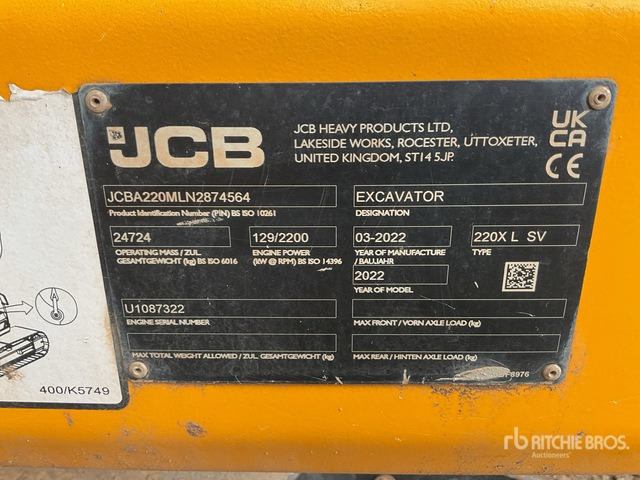 JCB
JCB HEAVY PRODUCTS LTD,
LAKESIDE WORKS, ROCESTER, UTTOXETER,
UNITED KINGDOM, ST14 5JP.
UK
CA
CE
JCBA220MLN2874564
Product Identification Number (PIN) BS ISO 10261
EXCAVATOR
DESIGNATION
24724
OPERATING MASS / ZUL.
GESAMTGEWICHT (kg) BS ISO 6016
129/2200
ENGINE POWER
(kW @ RPM) BS ISO 14396
03-2022
YEAR OF MANUFACTURE
/ BAUJAHR
220X L SV
TYPE
2022
YEAR OF MODEL
U1087322
ENGINE SERIAL NUMBER
MAX FRONT / VORN AXLE LOAD (kg)
MAX TOTAL WEIGHT ALLOWED / ZUL. GESAMTGEWICHT (kg)
MAX REAR / HINTEN AXLE LOAD (kg)
400/K5749
rb RITCHIE BROS.
Auctioneers